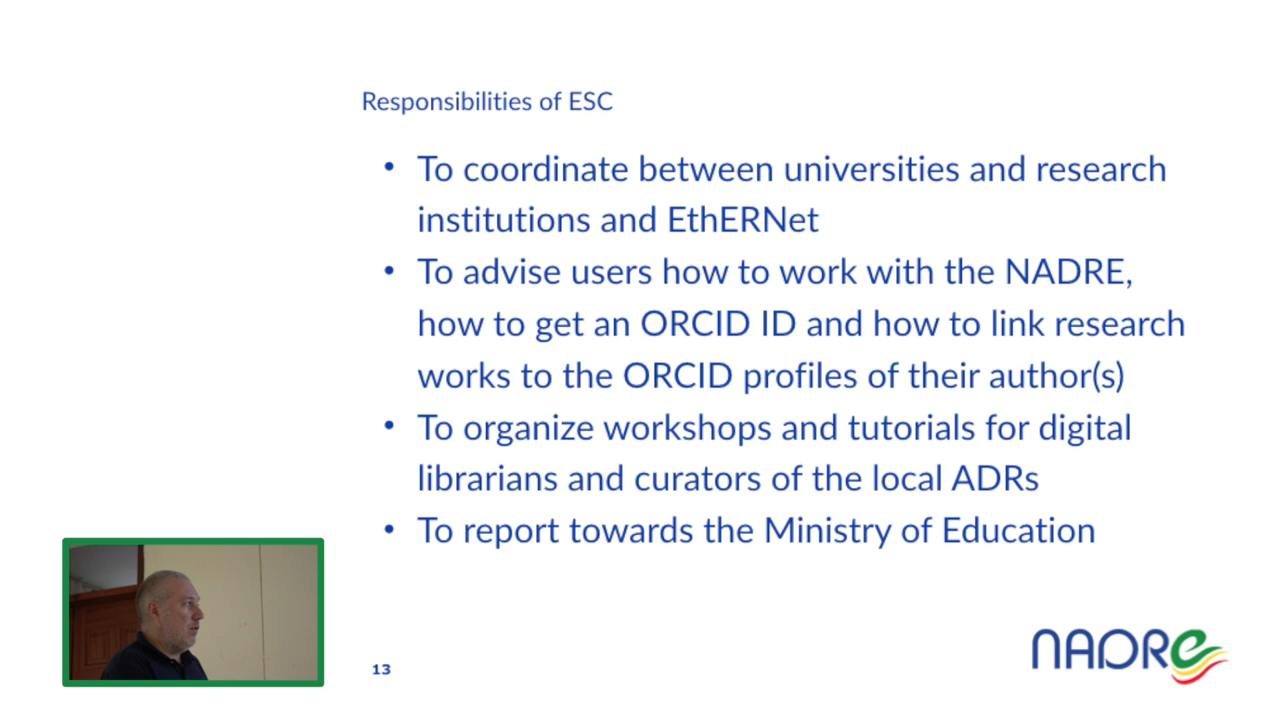 Responsibilities of ESC
• To coordinate between universities and research
institutions and EthERNet
• To advise users how to work with the NADRE,
how to get an ORCID ID and how to link research
works to the ORCID profiles of their author(s)
• To organize workshops and tutorials for digital
librarians and curators of the local ADRs
• To report towards the Ministry of Education
13
NADRe